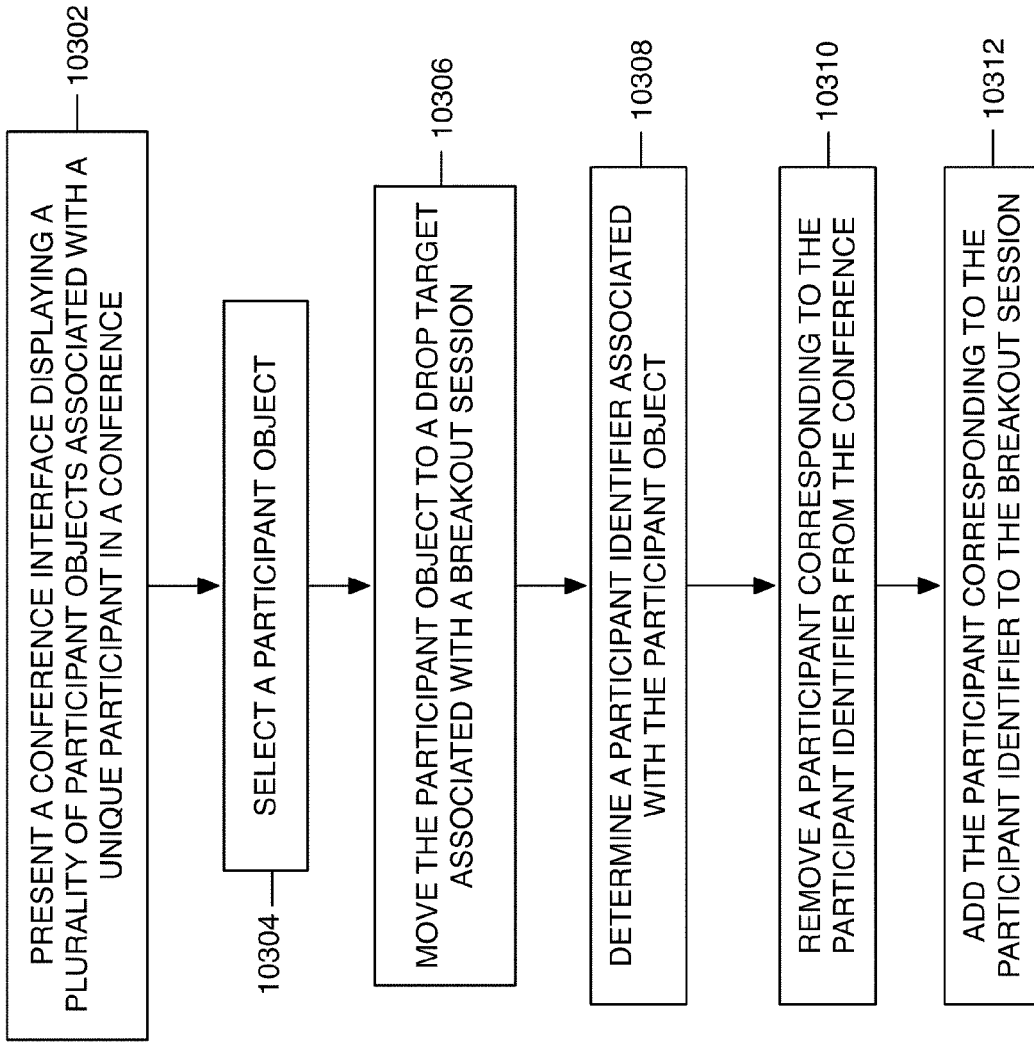 PRESENT A CONFERENCE INTERFACE DISPLAYING A
PLURALITY OF PARTICIPANT OBJECTS ASSOCIATED WITH A
UNIQUE PARTICIPANT IN A CONFERENCE
10302
SELECT A PARTICIPANT OBJECT
10304
MOVE THE PARTICIPANT OBJECT TO A DROP TARGET
ASSOCIATED WITH A BREAKOUT SESSION
10306
DETERMINE A PARTICIPANT IDENTIFIER ASSOCIATED
WITH THE PARTICIPANT OBJECT
10308
REMOVE A PARTICIPANT CORRESPONDING TO THE
PARTICIPANT IDENTIFIER FROM THE CONFERENCE
10310
ADD THE PARTICIPANT CORRESPONDING TO THE
PARTICIPANT IDENTIFIER TO THE BREAKOUT SESSION
10312